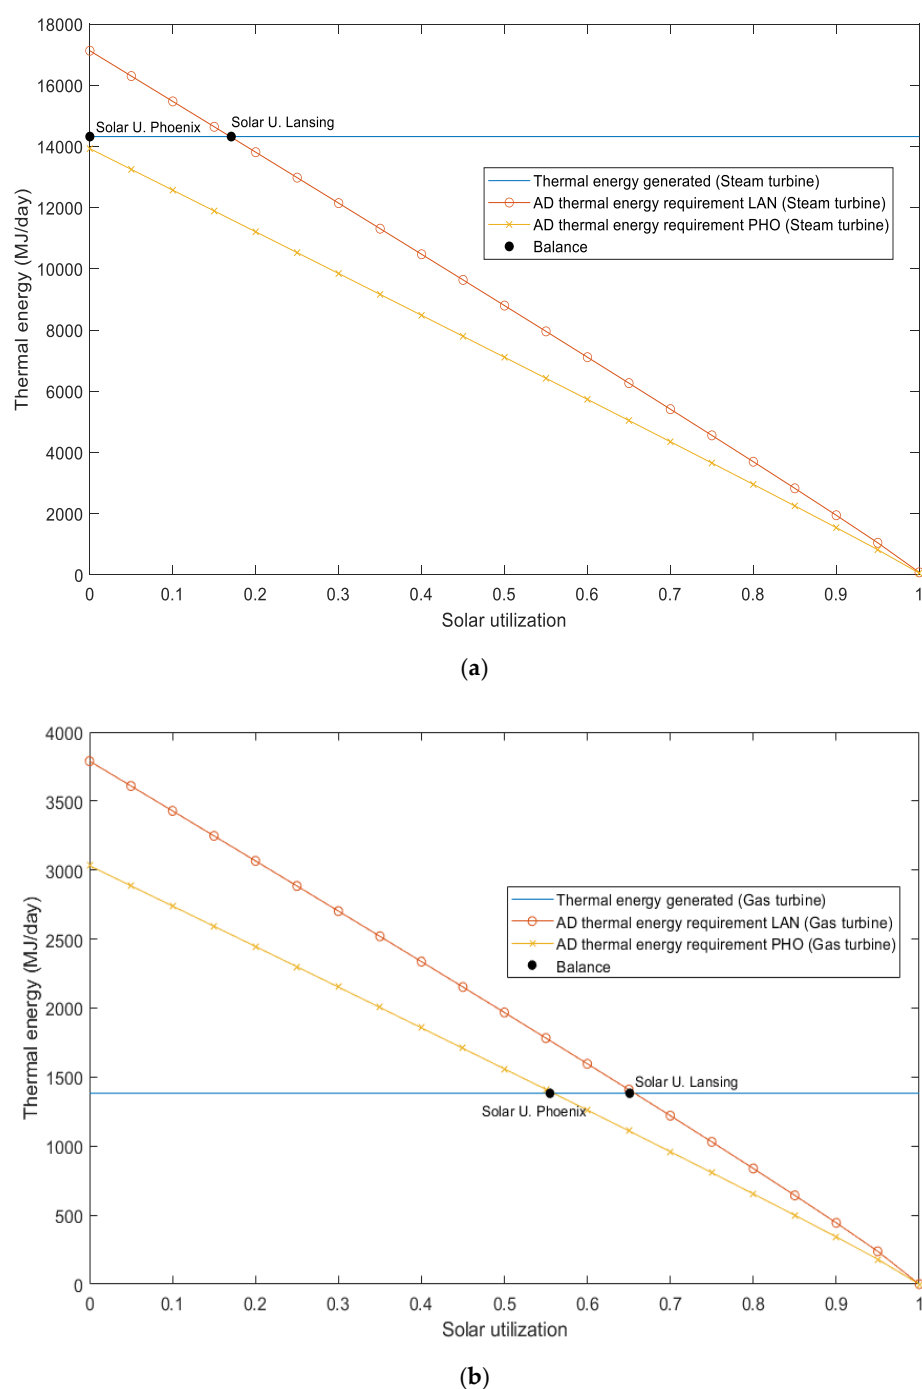 18000
16000
14000
12000
10000
8000
6000
4000
2000
0
Thermal energy (MJ/day)
Solar U. Phoenix
Solar U. Lansing
Thermal energy generated (Steam turbine)
AD thermal energy requirement LAN (Steam turbine)
AD thermal energy requirement PHO (Steam turbine)
Balance
0 0.1 0.2 0.3 0.4 0.5 0.6 0.7 0.8 0.9 1
Solar utilization
(a)
4000
3500
3000
2500
2000
1500
1000
500
0
Thermal energy (MJ/day)
Thermal energy generated (Gas turbine)
AD thermal energy requirement LAN (Gas turbine)
AD thermal energy requirement PHO (Gas turbine)
Balance
Solar U. Lansing
Solar U. Phoenix
0 0.1 0.2 0.3 0.4 0.5 0.6 0.7 0.8 0.9 1
Solar utilization
(b)